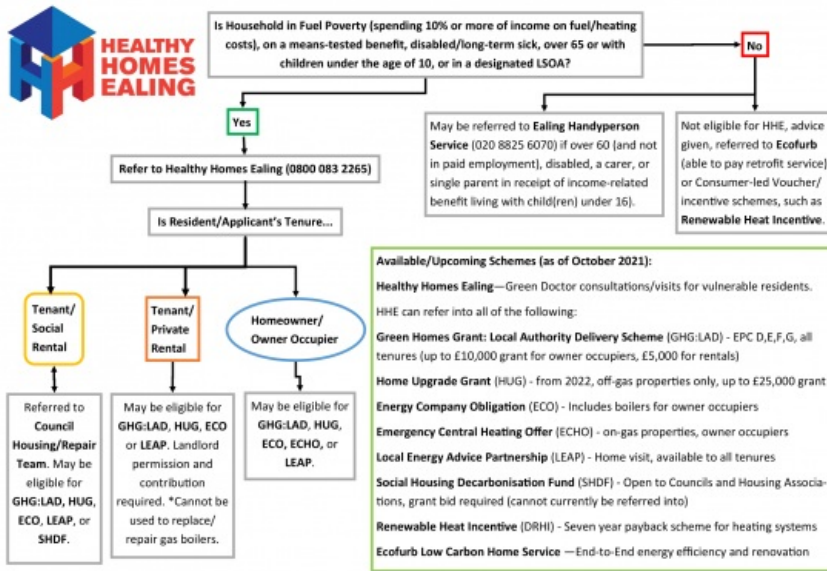 HEALTHY
HOMES
EALING
Is Household in Fuel Poverty (spending 10% or more of income on fuel/heating
costs), on a means-tested benefit, disabled/long-term sick, over 65 or with
children under the age of 10, or in a designated LSOA?
No
Yes
May be referred to Ealing Handyperson
Service (020 8825 6070) if over 60 (and not
in paid employment), disabled, a carer, or
single parent in receipt of income-related
benefit living with child(ren) under 16).
Not eligible for HHE, advice
given, referred to Ecofurb
(able to pay retrofit service)
or Consumer-led Voucher/
incentive schemes, such as
Renewable Heat Incentive.
Refer to Healthy Homes Ealing (0800 083 2265)
Is Resident/Applicant's Tenure...
Tenant/
Social
Rental
Tenant/
Private
Rental
Homeowner/
Owner Occupier
Referred to
Council
Housing/Repair
Team. May be
eligible for
GHG:LAD, HUG,
ECO, LEAP, or
SHDF.
May be eligible for
GHG:LAD, HUG, ECO
or LEAP. Landlord
permission and
contribution
required. *Cannot be
used to replace/
repair gas boilers.
May be eligible for
GHG:LAD, HUG,
ECO, ECHO, or
LEAP.
Available/Upcoming Schemes (as of October 2021):
Healthy Homes Ealing—Green Doctor consultations/visits for vulnerable residents.
HHE can refer into all of the following:
Green Homes Grant: Local Authority Delivery Scheme (GHG:LAD) - EPC D,E,F,G, all
tenures (up to £10,000 grant for owner occupiers, £5,000 for rentals)
Home Upgrade Grant (HUG) - from 2022, off-gas properties only, up to £25,000 grant
Energy Company Obligation (ECO) - Includes boilers for owner occupiers
Emergency Central Heating Offer (ECHO) - on-gas properties, owner occupiers
Local Energy Advice Partnership (LEAP) - Home visit, available to all tenures
Social Housing Decarbonisation Fund (SHDF) - Open to Councils and Housing Associa-
tions, grant bid required (cannot currently be referred into)
Renewable Heat Incentive (DRHI) - Seven year payback scheme for heating systems
Ecofurb Low Carbon Home Service —End-to-End energy efficiency and renovation